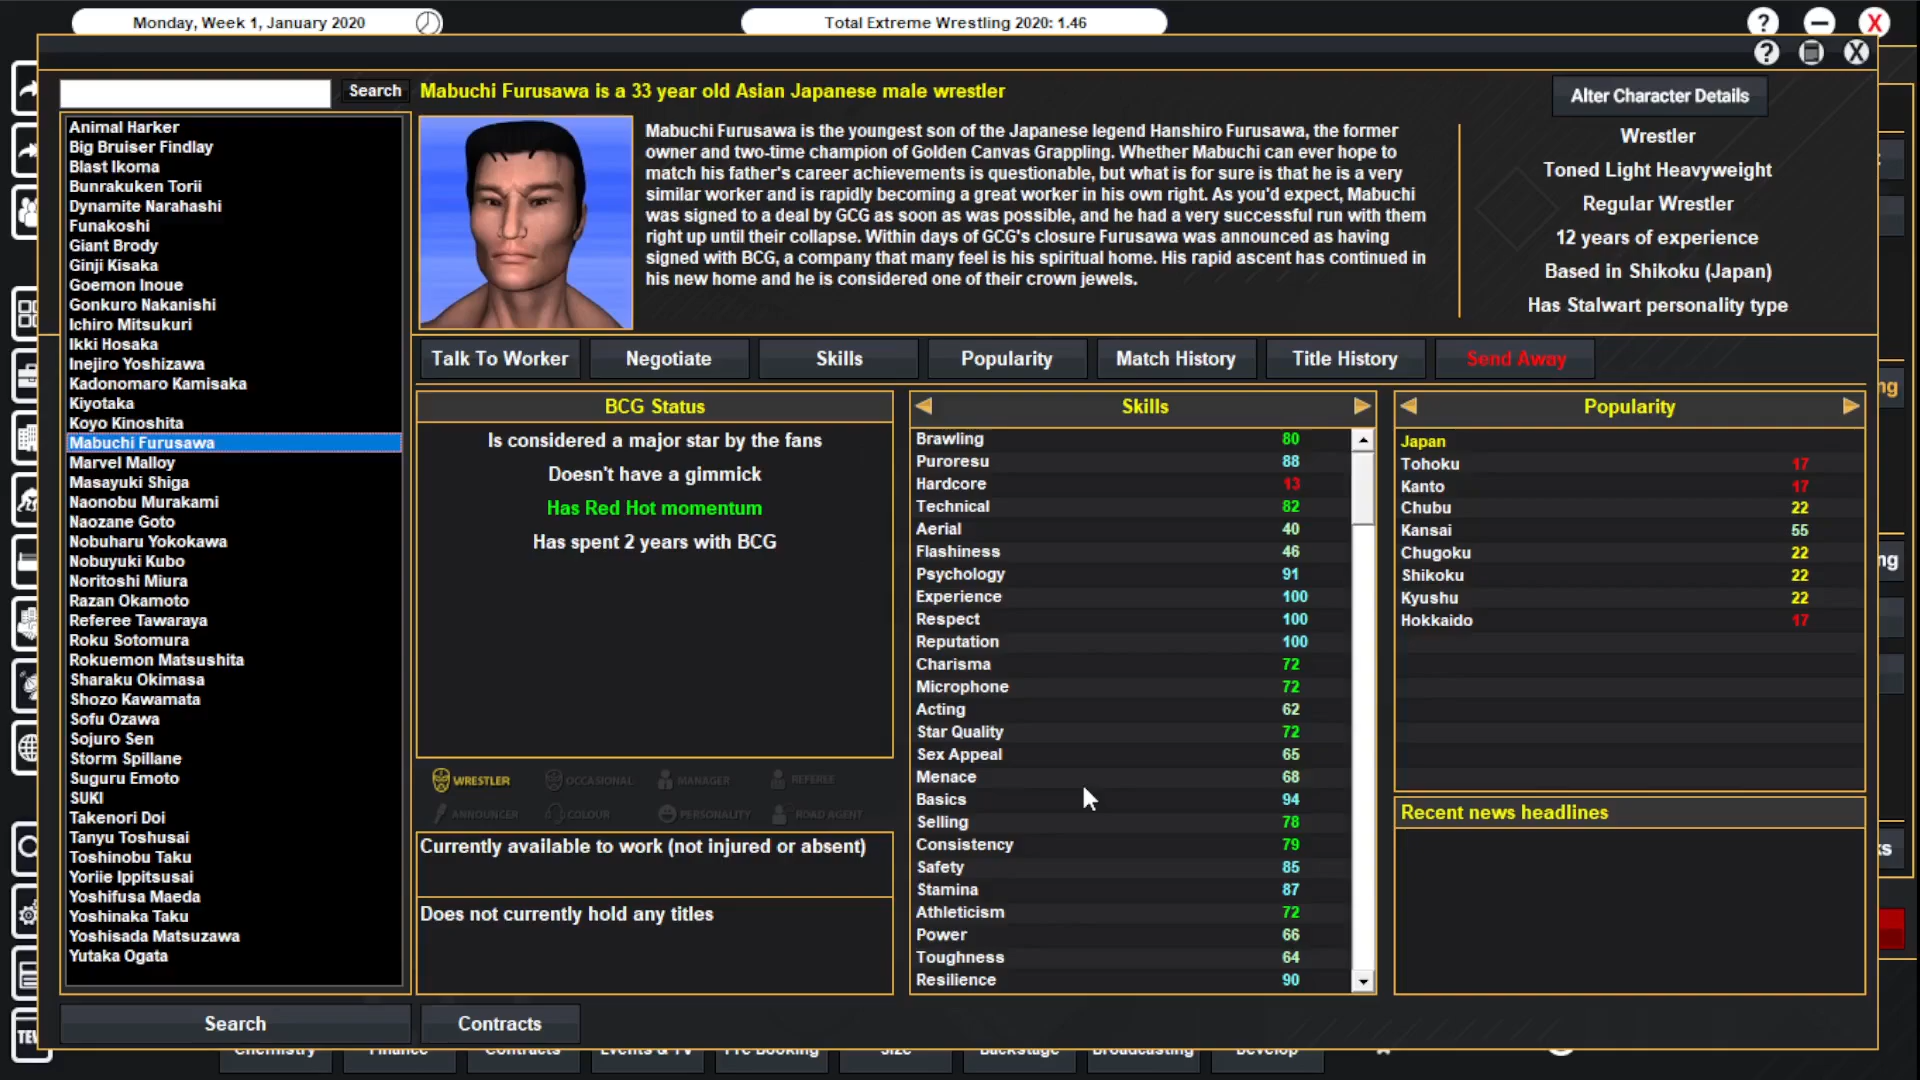 Monday, Week 1, January 2020
Total Extreme Wrestling 2020: 1.46
? X
? X
Search
Mabuchi Furusawa is a 33 year old Asian Japanese male wrestler
Alter Character Details
Animal Harker
Big Bruiser Findlay
Blast Ikoma
Bunrakuken Torii
Dynamite Narahashi
Funakoshi
Giant Brody
Ginji Kisaka
Goemon Inoue
Gonkuro Nakanishi
Ichiro Mitsukuri
Ikki Hosaka
Inejiro Yoshizawa
Kadonomaro Kamisaka
Kiyotaka
Koyo Kinoshita
Mabuchi Furusawa
Marvel Malloy
Masayuki Shiga
Naonobu Murakami
Naozane Goto
Nobuharu Yokokawa
Nobuyuki Kubo
Noritoshi Miura
Razan Okamoto
Referee Tawaraya
Roku Sotomura
Rokuemon Matsushita
Sharaku Okimasa
Shozo Kawamata
Sofu Ozawa
Sojuro Sen
Storm Spillane
Suguru Emoto
SUKI
Takenori Doi
Tanyu Toshusai
Toshinobu Taku
Yoriie Ippitsusai
Yoshifusa Maeda
Yoshinaka Taku
Yoshisada Matsuzawa
Yutaka Ogata
Mabuchi Furusawa is the youngest son of the Japanese legend Hanshiro Furusawa, the former
owner and two-time champion of Golden Canvas Grappling. Whether Mabuchi can ever hope to
match his father's career achievements is questionable, but what is for sure is that he is a very
similar worker and is rapidly becoming a great worker in his own right. As you'd expect, Mabuchi
was signed to a deal by GCG as soon as was possible, and he had a very successful run with them
right up until their collapse. Within days of GCG's closure Furusawa was announced as having
signed with BCG, a company that many feel is his spiritual home. His rapid ascent has continued in
his new home and he is considered one of their crown jewels.
Wrestler
Toned Light Heavyweight
Regular Wrestler
12 years of experience
Based in Shikoku (Japan)
Has Stalwart personality type
Talk To Worker Negotiate Skills Popularity Match History Title History Send Away
BCG Status
Is considered a major star by the fans
Doesn't have a gimmick
Has Red Hot momentum
Has spent 2 years with BCG
WRESTLER OCCASIONAL MANAGER REFEREE
ANNOUNCER COLOUR PERSONALITY ROAD AGENT
Currently available to work (not injured or absent)
Does not currently hold any titles
Skills
Brawling 80
Puroresu 88
Hardcore 13
Technical 82
Aerial 40
Flashiness 46
Psychology 91
Experience 100
Respect 100
Reputation 100
Charisma 72
Microphone 72
Acting 62
Star Quality 72
Sex Appeal 65
Menace 68
Basics 94
Selling 78
Consistency 79
Safety 85
Stamina 87
Athleticism 72
Power 66
Toughness 64
Resilience 90
Popularity
Japan
Tohoku 17
Kanto 17
Chubu 22
Kansai 55
Chugoku 22
Shikoku 22
Kyushu 22
Hokkaido 17
Recent news headlines
Search
Contracts
Chemistry Finance Contracts Events & TV Pre Booking Size Backstage Broadcasting Develop